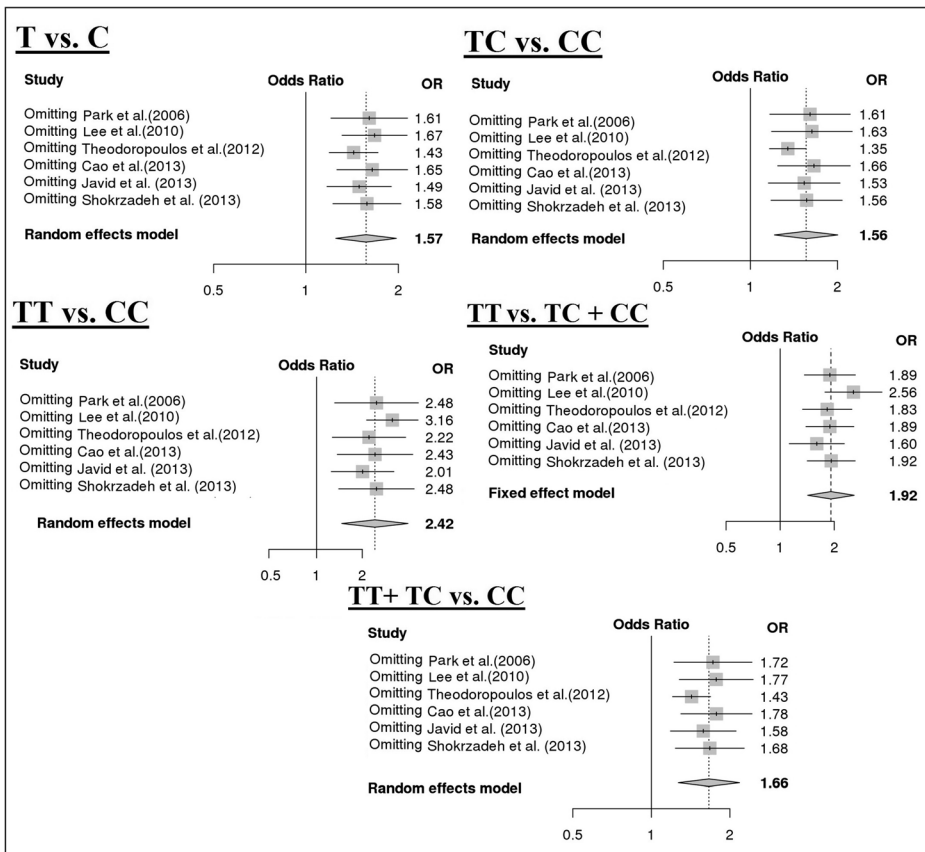 T vs. C
Study Odds Ratio OR
Omitting Park et al.(2006) 1.61
Omitting Lee et al.(2010) 1.67
Omitting Theodoropoulos et al.(2012) 1.43
Omitting Cao et al.(2013) 1.65
Omitting Javid et al. (2013) 1.49
Omitting Shokrzadeh et al. (2013) 1.58
Random effects model 1.57
0.5 1 2
TC vs. CC
Study Odds Ratio OR
Omitting Park et al.(2006) 1.61
Omitting Lee et al.(2010) 1.63
Omitting Theodoropoulos et al.(2012) 1.35
Omitting Cao et al.(2013) 1.66
Omitting Javid et al. (2013) 1.53
Omitting Shokrzadeh et al. (2013) 1.56
Random effects model 1.56
0.5 1 2
TT vs. CC
Study Odds Ratio OR
Omitting Park et al.(2006) 2.48
Omitting Lee et al.(2010) 3.16
Omitting Theodoropoulos et al.(2012) 2.22
Omitting Cao et al.(2013) 2.43
Omitting Javid et al. (2013) 2.01
Omitting Shokrzadeh et al. (2013) 2.48
Random effects model 2.42
0.5 1 2
TT vs. TC + CC
Study Odds Ratio OR
Omitting Park et al.(2006) 1.89
Omitting Lee et al.(2010) 2.56
Omitting Theodoropoulos et al.(2012) 1.83
Omitting Cao et al.(2013) 1.89
Omitting Javid et al. (2013) 1.60
Omitting Shokrzadeh et al. (2013) 1.92
Fixed effect model 1.92
0.5 1 2
TT+ TC vs. CC
Study Odds Ratio OR
Omitting Park et al.(2006) 1.72
Omitting Lee et al.(2010) 1.77
Omitting Theodoropoulos et al.(2012) 1.43
Omitting Cao et al.(2013) 1.78
Omitting Javid et al. (2013) 1.58
Omitting Shokrzadeh et al. (2013) 1.68
Random effects model 1.66
0.5 1 2